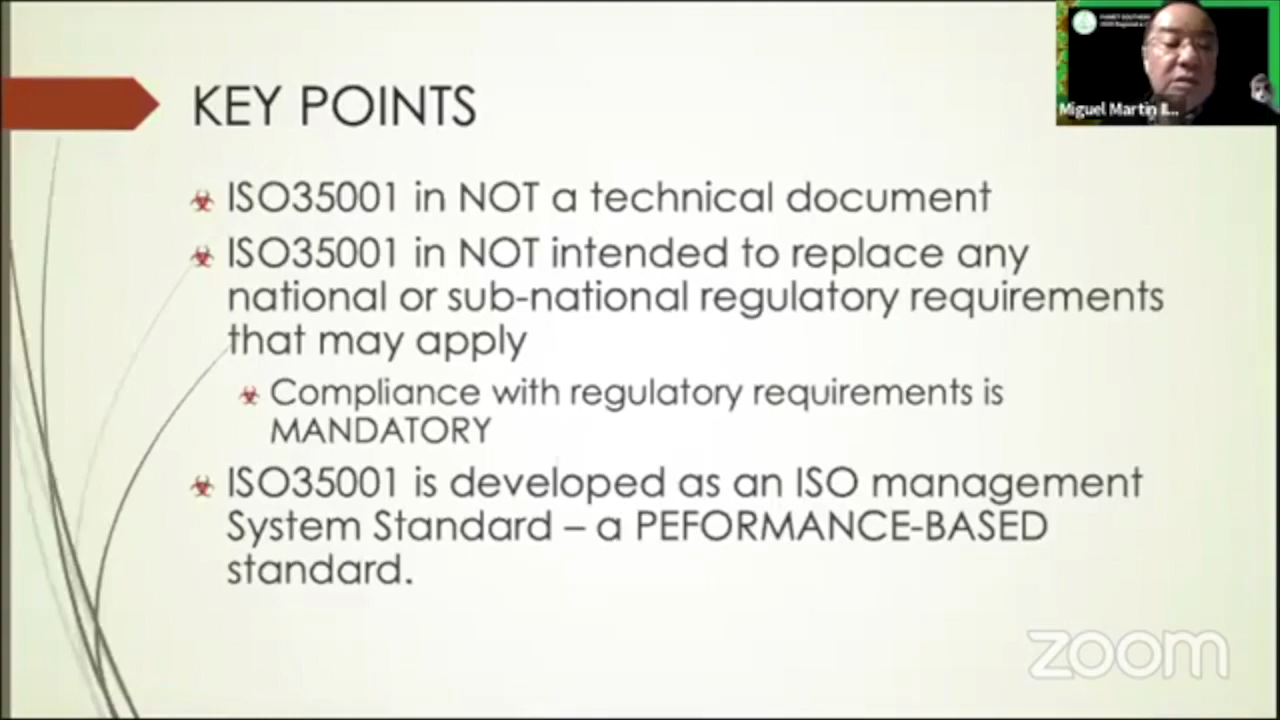 KEY POINTS
ISO35001 in NOT a technical document
ISO35001 in NOT intended to replace any
national or sub-national regulatory requirements
that may apply
Compliance with regulatory requirements is
MANDATORY
ISO35001 is developed as an ISO management
System Standard – a PEFORMANCE-BASED
standard.
Miguel Martin
zoom